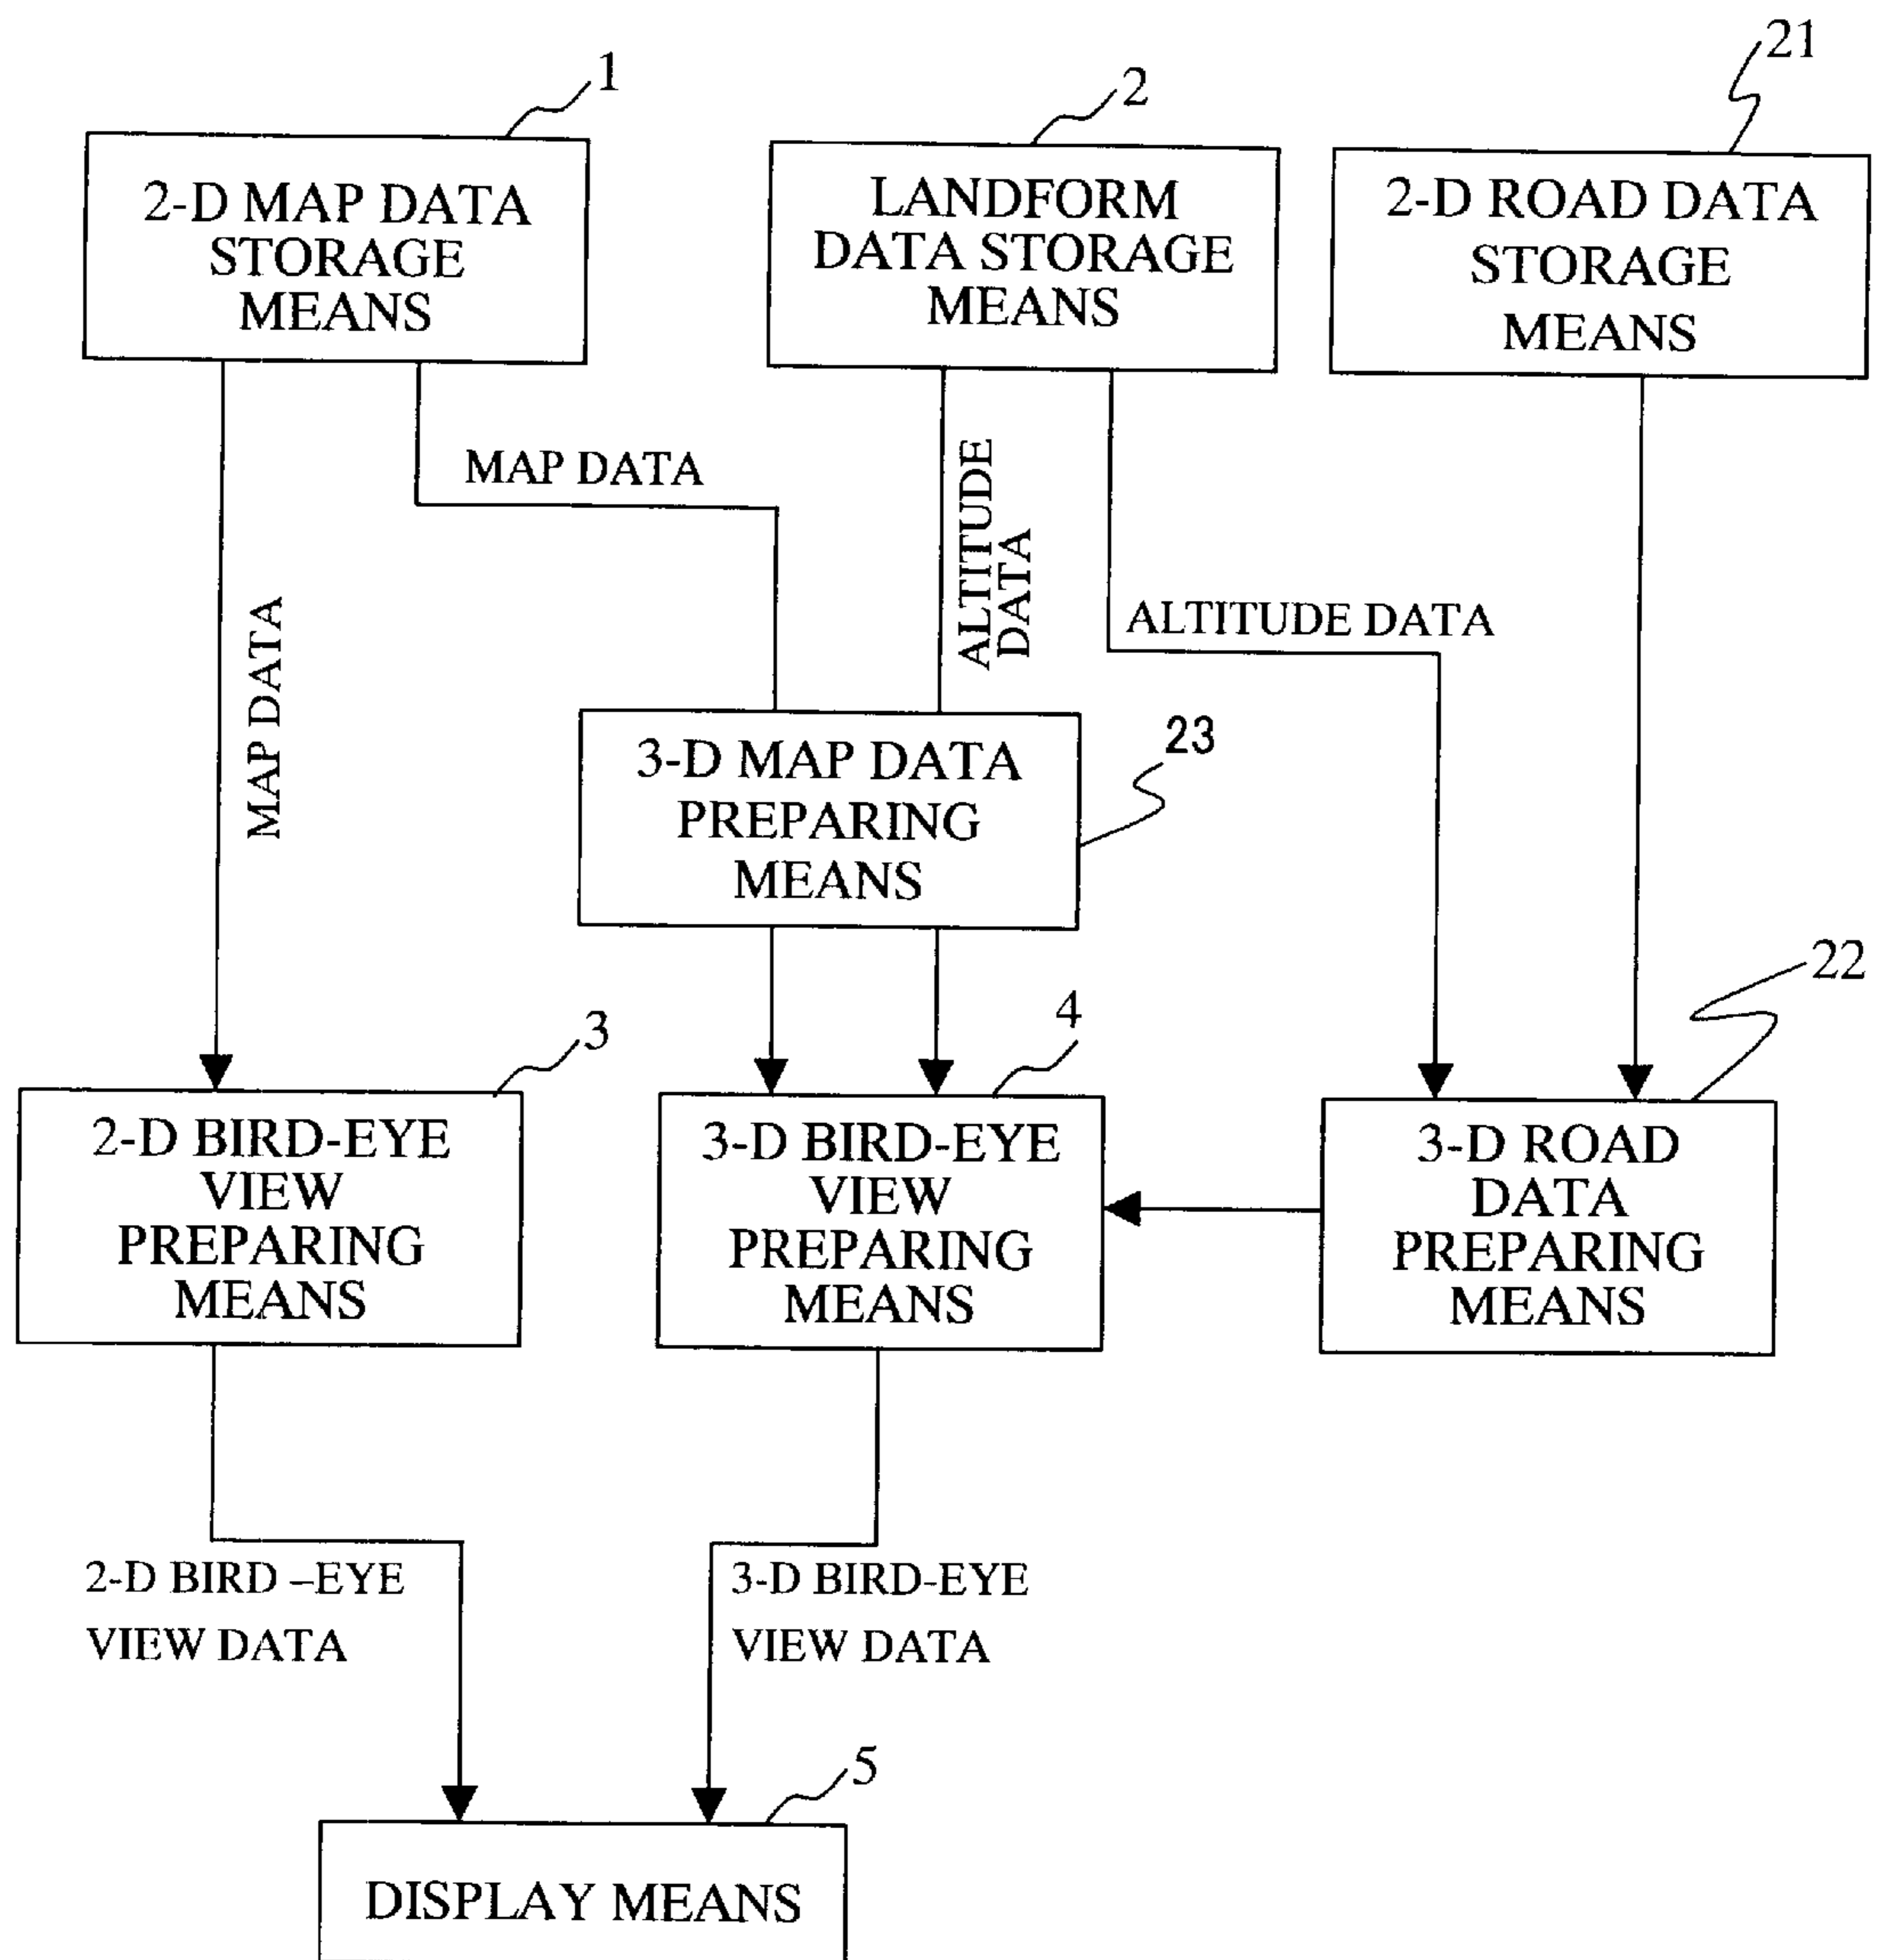 1
2
21
2-D MAP DATA
STORAGE
MEANS
LANDFORM
DATA STORAGE
MEANS
2-D ROAD DATA
STORAGE
MEANS
MAP DATA
ALTITUDE
DATA
ALTITUDE DATA
MAP DATA
3-D MAP DATA
PREPARING
MEANS
23
22
3
4
2-D BIRD-EYE
VIEW
PREPARING
MEANS
3-D BIRD-EYE
VIEW
PREPARING
MEANS
3-D ROAD
DATA
PREPARING
MEANS
2-D BIRD –EYE
VIEW DATA
3-D BIRD-EYE
VIEW DATA
5
DISPLAY MEANS